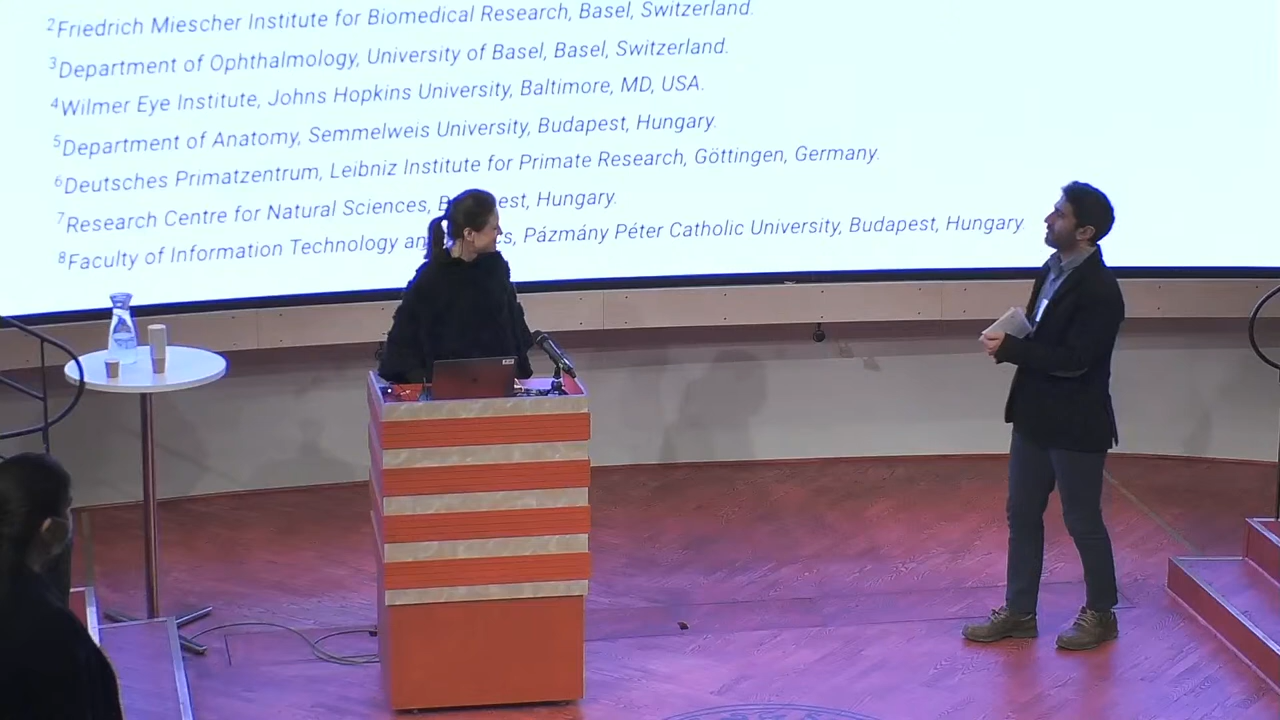 ²Friedrich Miescher Institute for Biomedical Research, Basel, Switzerland.
³Department of Ophthalmology, University of Basel, Basel, Switzerland.
⁴Wilmer Eye Institute, Johns Hopkins University, Baltimore, MD, USA.
⁵Department of Anatomy, Semmelweis University, Budapest, Hungary.
⁶Deutsches Primatzentrum, Leibniz Institute for Primate Research, Göttingen, Germany.
⁷Research Centre for Natural Sciences, B est, Hungary.
⁸Faculty of Information Technology an cs, Pázmány Péter Catholic University, Budapest, Hungary.